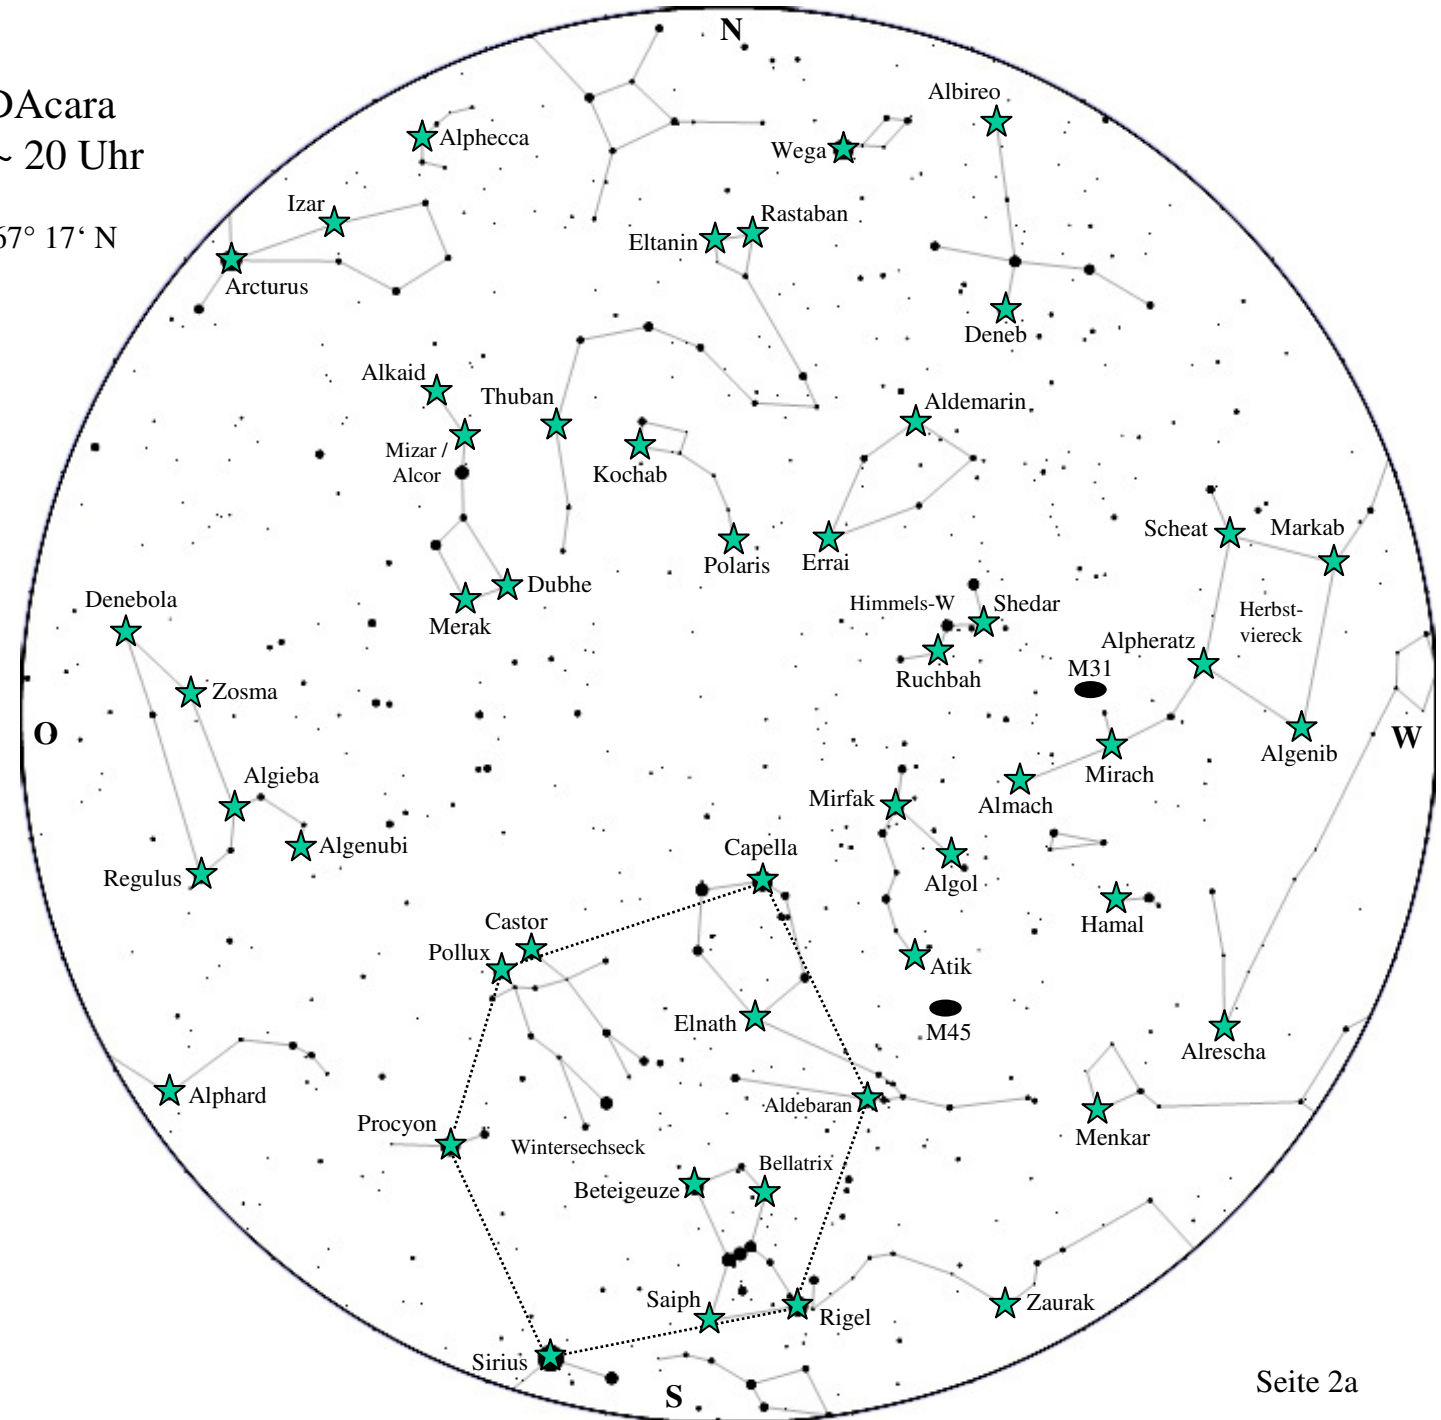 N
DAcara
~ 20 Uhr
67° 17‘ N
Albireo
Alphecca
Wega
Izar
Rastaban
Eltanin
Arcturus
Deneb
Alkaid
Thuban
Aldemarin
Mizar /
Alcor
Kochab
Scheat
Markab
Polaris
Errai
Dubhe
Denebola
Merak
Himmels-W
Shedar
Herbst-
viereck
Alpheratz
M31
Ruchbah
Zosma
O
W
Algenib
Mirach
Algieba
Mirfak
Almach
Algenubi
Capella
Regulus
Algol
Castor
Hamal
Pollux
Atik
Elnath
M45
Alrescha
Alphard
Aldebaran
Procyon
Menkar
Wintersechseck
Bellatrix
Beteigeuze
Saiph
Zaurak
Rigel
Sirius
S
Seite 2a